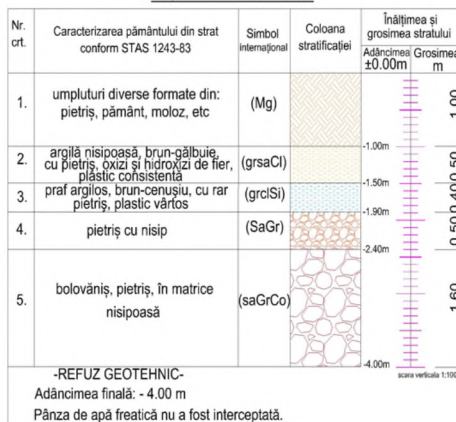 Nr. crt.
Caracterizarea pământului din strat
conform STAS 1243-83
Simbol
internațional
Coloana
stratificației
Înălțimea și
grosimea stratului
Adâncimea
±0.00m
Grosimea
m
1.
umpluturi diverse formate din:
pietriș, pământ, moloz, etc
(Mg)
-1.00m
1.00
2.
argilă nisipoasă, brun-gălbuie,
cu pietriș, oxizi și hidroxizi de fier,
plastic consistentă
(grsaCl)
-1.50m
0.50
3.
praf argilos, brun-cenușiu, cu rar
pietriș, plastic vârtos
(grclSi)
-1.90m
0.40
4.
pietriș cu nisip
(SaGr)
-2.40m
0.50
5.
bolovăniș, pietriș, în matrice
nisipoasă
(saGrCo)
-4.00m
1.60
scara verticala 1:100
-REFUZ GEOTEHNIC-
Adâncimea finală: - 4.00 m
Pânza de apă freatică nu a fost interceptată.